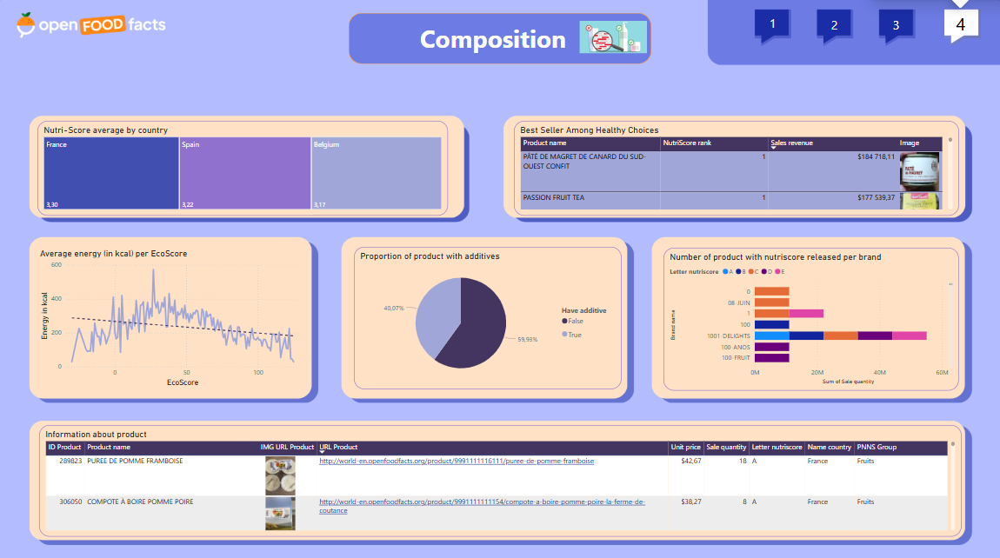 open FOOD facts
Composition
1
2
3
4
Nutri-Score average by country
France
Spain
Belgium
3,30
3,22
3,17
Best Seller Among Healthy Choices
Product name NutriScore rank Sales revenue Image
PÂTÉ DE MAGRET DE CANARD DU SUD-
OUEST CONFIT
1 $184 718,11
PASSION FRUIT TEA 1 $177 539,37
Average energy (in kcal) per EcoScore
Energy in kcal
600
400
200
0
0 50 100
EcoScore
Proportion of product with additives
40,07%
59,93%
Have additive
False
True
Number of product with nutriscore released per brand
Letter nutriscore A B C D E
Brand name
0
08-JUIN
1
100
1001-DELIGHTS
100-ANOS
100-FRUIT
0M 20M 40M 60M
Sum of Sale quantity
Information about product
ID Product Product name IMG URL Product URL Product Unit price Sale quantity Letter nutriscore Name country PNNS Group
289823 PUREE DE POMME FRAMBOISE http://world-en.openfoodfacts.org/product/9991111116111/puree-de-pomme-framboise $42,67 18 A France Fruits
306050 COMPOTE À BOIRE POMME POIRE http://world-en.openfoodfacts.org/product/9991111111154/compote-a-boire-pomme-poire-la-ferme-de-
coutance $38,27 8 A France Fruits